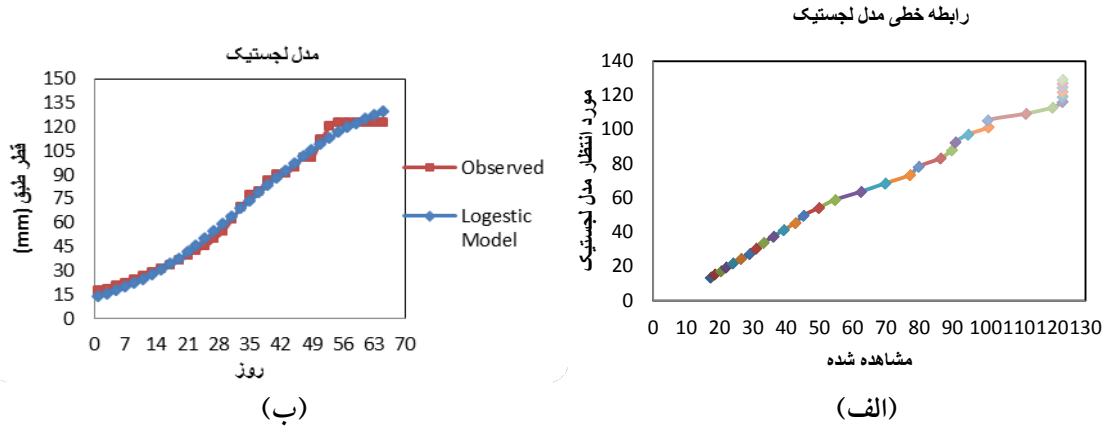 رابطه خطی مدل لجستیک
مورد انتظار مدل لجستیک
140
120
100
80
60
40
20
0
0 10 20 30 40 50 60 70 80 90 100 110 120 130
مشاهده شده
(الف)
مدل لجستیک
قطر طبق (mm)
150
135
120
105
90
75
60
45
30
15
0
0 7 14 21 28 35 42 49 56 63 70
روز
Observed
Logestic
Model
(ب)